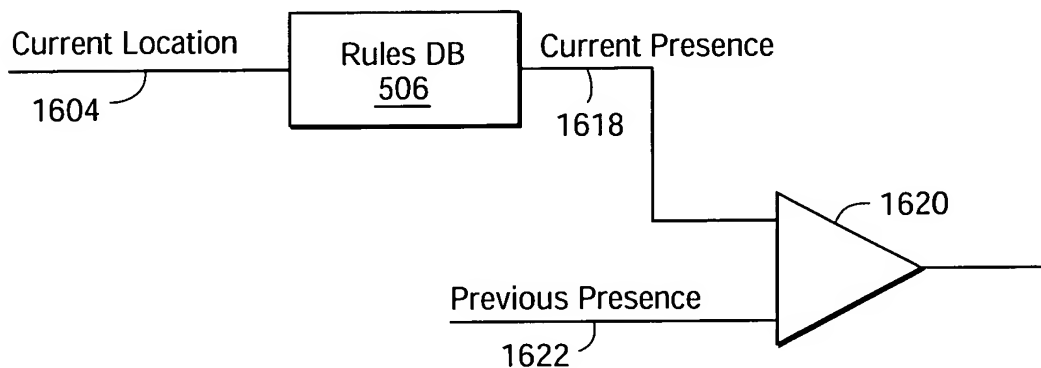 Current Location
Rules DB
506
Current Presence
1604
1618
1620
Previous Presence
1622